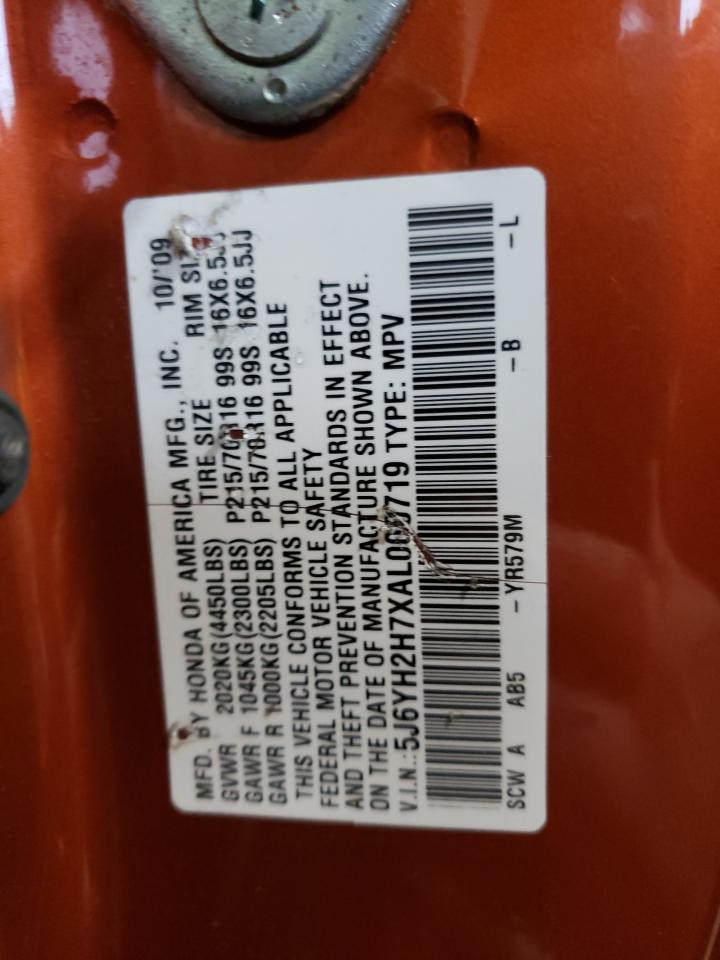 MFD. BY HONDA OF AMERICA MFG., INC. 10/'09
GVWR 2020KG(4450LBS) TIRE SIZE RIM
GAWR F 1045KG(2300LBS) P215/70R16 99S 16X6.5JJ
GAWR R 1000KG(2205LBS) P215/70R16 99S 16X6.5JJ
THIS VEHICLE CONFORMS TO ALL APPLICABLE
FEDERAL MOTOR VEHICLE SAFETY
AND THEFT PREVENTION STANDARDS IN EFFECT
ON THE DATE OF MANUFACTURE SHOWN ABOVE.
V.I.N.: TYPE: MPV
SCW A AB5 - YR579M - B - L